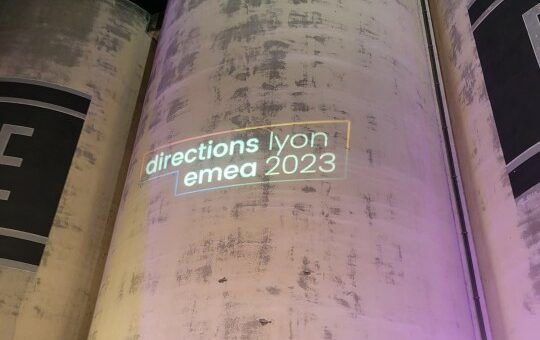 directions lyon
emea 2023
E